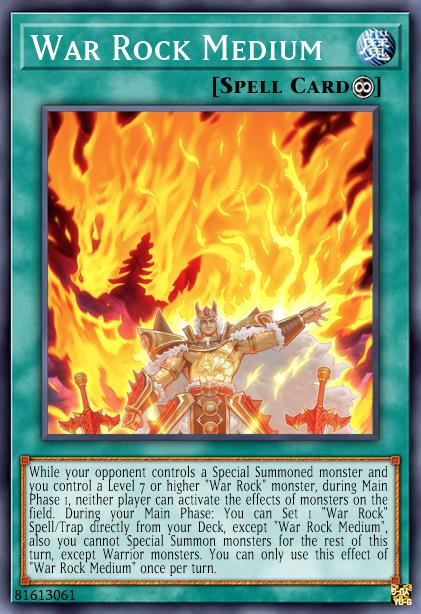 War Rock Medium
魔
[Spell Card∞]
While your opponent controls a Special Summoned monster and
you control a Level 7 or higher "War Rock" monster, during Main
Phase 1, neither player can activate the effects of monsters on the
field. During your Main Phase: You can Set 1 "War Rock"
Spell/Trap directly from your Deck, except "War Rock Medium",
also you cannot Special Summon monsters for the rest of this
turn, except Warrior monsters. You can only use this effect of
"War Rock Medium" once per turn.
81613061